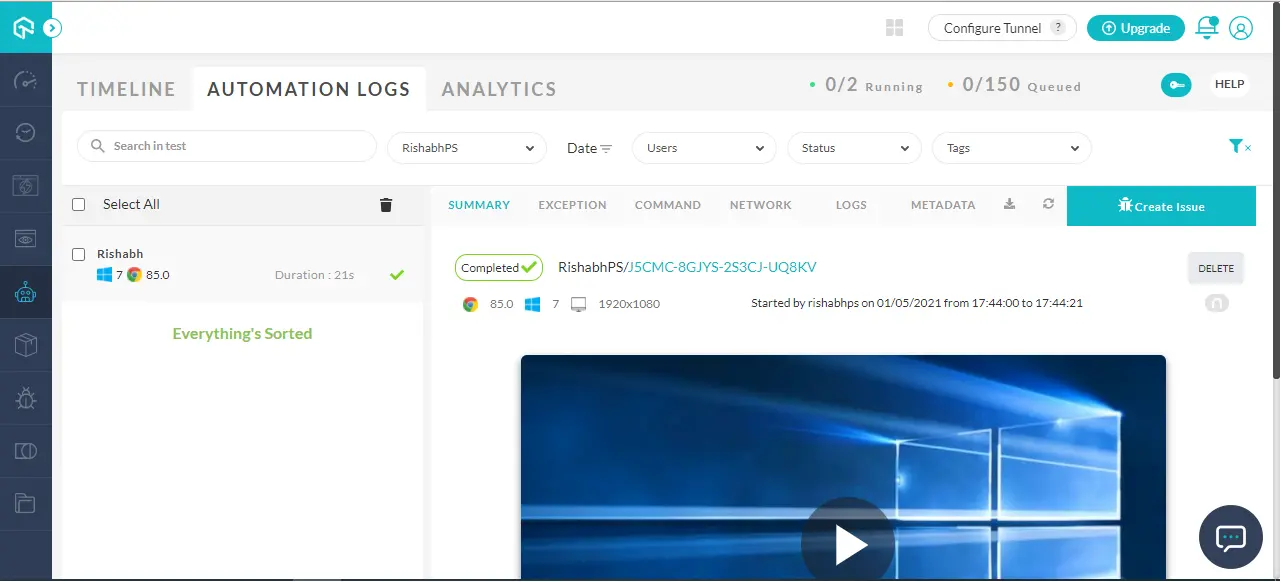 Configure Tunnel ?
Upgrade
TIMELINE
AUTOMATION LOGS
ANALYTICS
0/2 Running
0/150 Queued
HELP
Search in test
RishabhPS
Date
Users
Status
Tags
Select All
SUMMARY
EXCEPTION
COMMAND
NETWORK
LOGS
METADATA
Create Issue
Rishabh
7 85.0
Duration : 21s
Everything's Sorted
Completed
RishabhPS/J5CMC-8GJYS-2S3CJ-UQ8KV
DELETE
85.0 7 1920x1080
Started by rishabhps on 01/05/2021 from 17:44:00 to 17:44:21